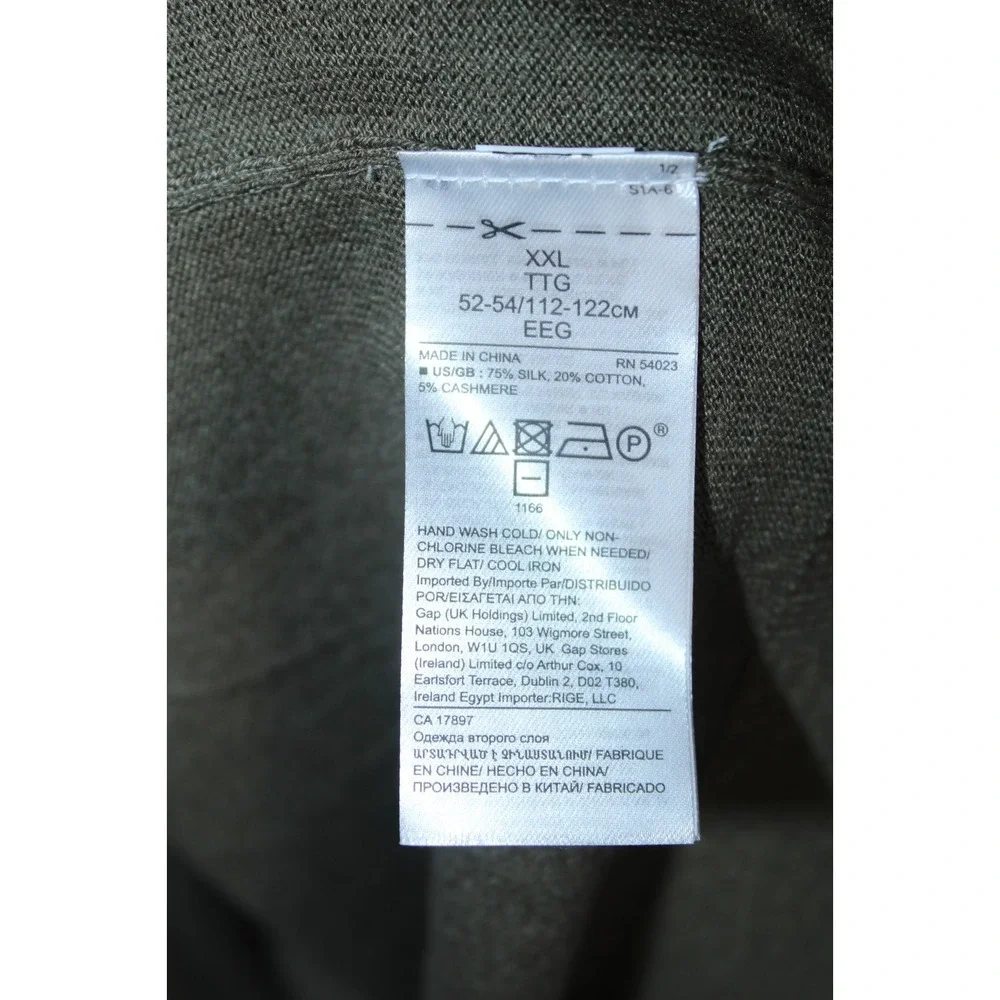 1/2
S1A-6
XXL
TTG
52-54/112-122CM
EEG
MADE IN CHINA RN 54023
US/GB : 75% SILK, 20% COTTON,
5% CASHMERE
P®
1166
HAND WASH COLD/ ONLY NON-
CHLORINE BLEACH WHEN NEEDED/
DRY FLAT/ COOL IRON
Imported By/Importe Par/DISTRIBUIDO
POR/ΕΙΣΑΓΕΤΑΙ ΑΠΟ ΤΗΝ:
Gap (UK Holdings) Limited, 2nd Floor
Nations House, 103 Wigmore Street,
London, W1U 1QS, UK Gap Stores
(Ireland) Limited c/o Arthur Cox, 10
Earlsfort Terrace, Dublin 2, D02 T380,
Ireland Egypt Importer:RIGE, LLC
CA 17897
Одежда второго слоя
ԱՐՏԱԴՐՎԱԾ Է ՉԻՆԱՍՏԱՆՈՒՄ/ FABRIQUE
EN CHINE/ HECHO EN CHINA/
ПРОИЗВЕДЕНО В КИТАЙ/ FABRICADO